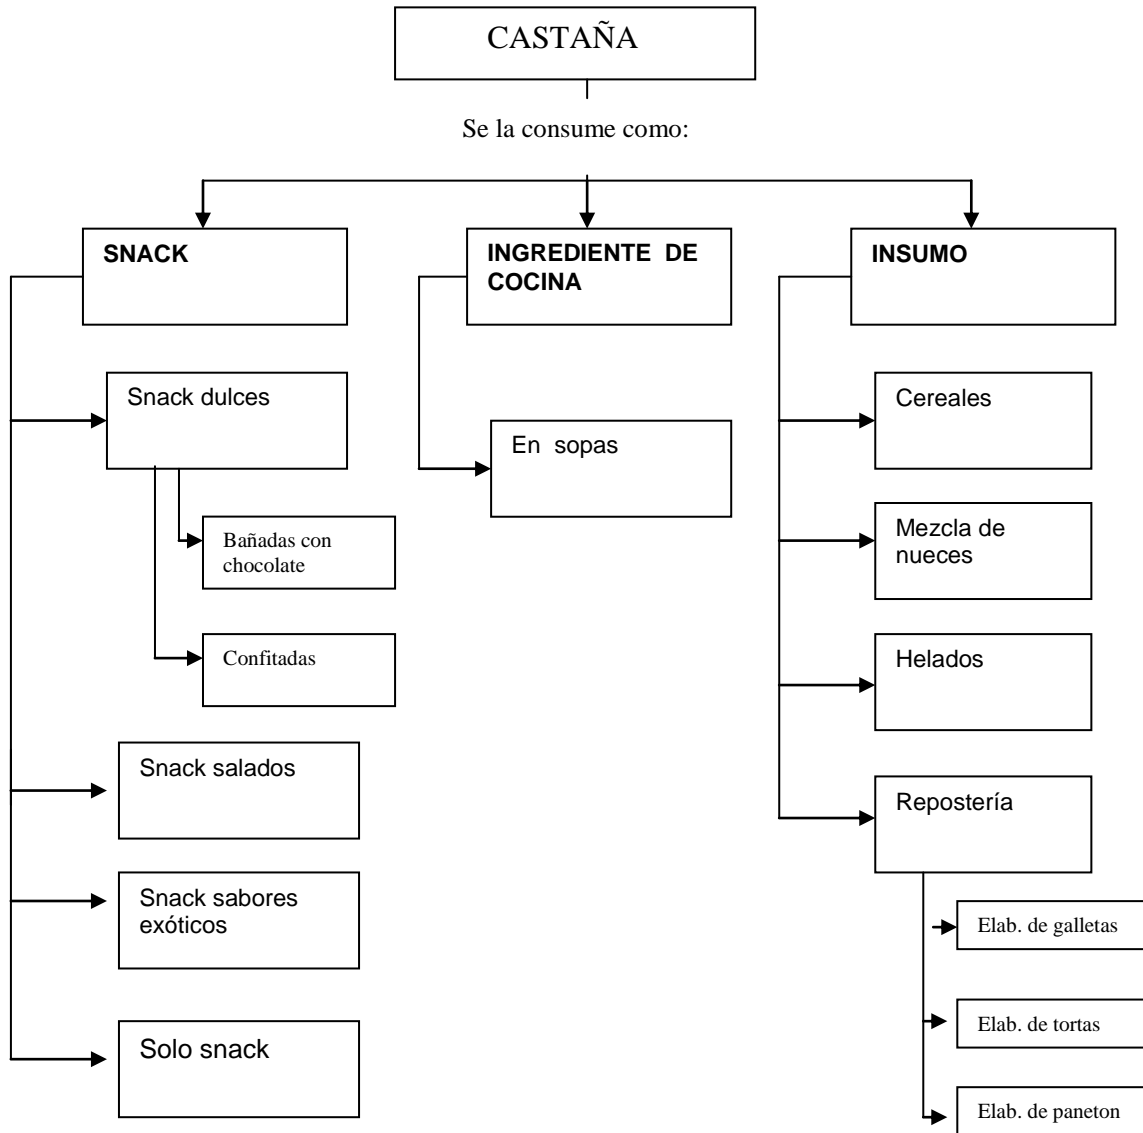 CASTAÑA
Se la consume como:
SNACK
Snack dulces
Bañadas con
chocolate
Confitadas
Snack salados
Snack sabores
exóticos
Solo snack
INGREDIENTE DE
COCINA
En sopas
INSUMO
Cereales
Mezcla de
nueces
Helados
Repostería
Elab. de galletas
Elab. de tortas
Elab. de paneton